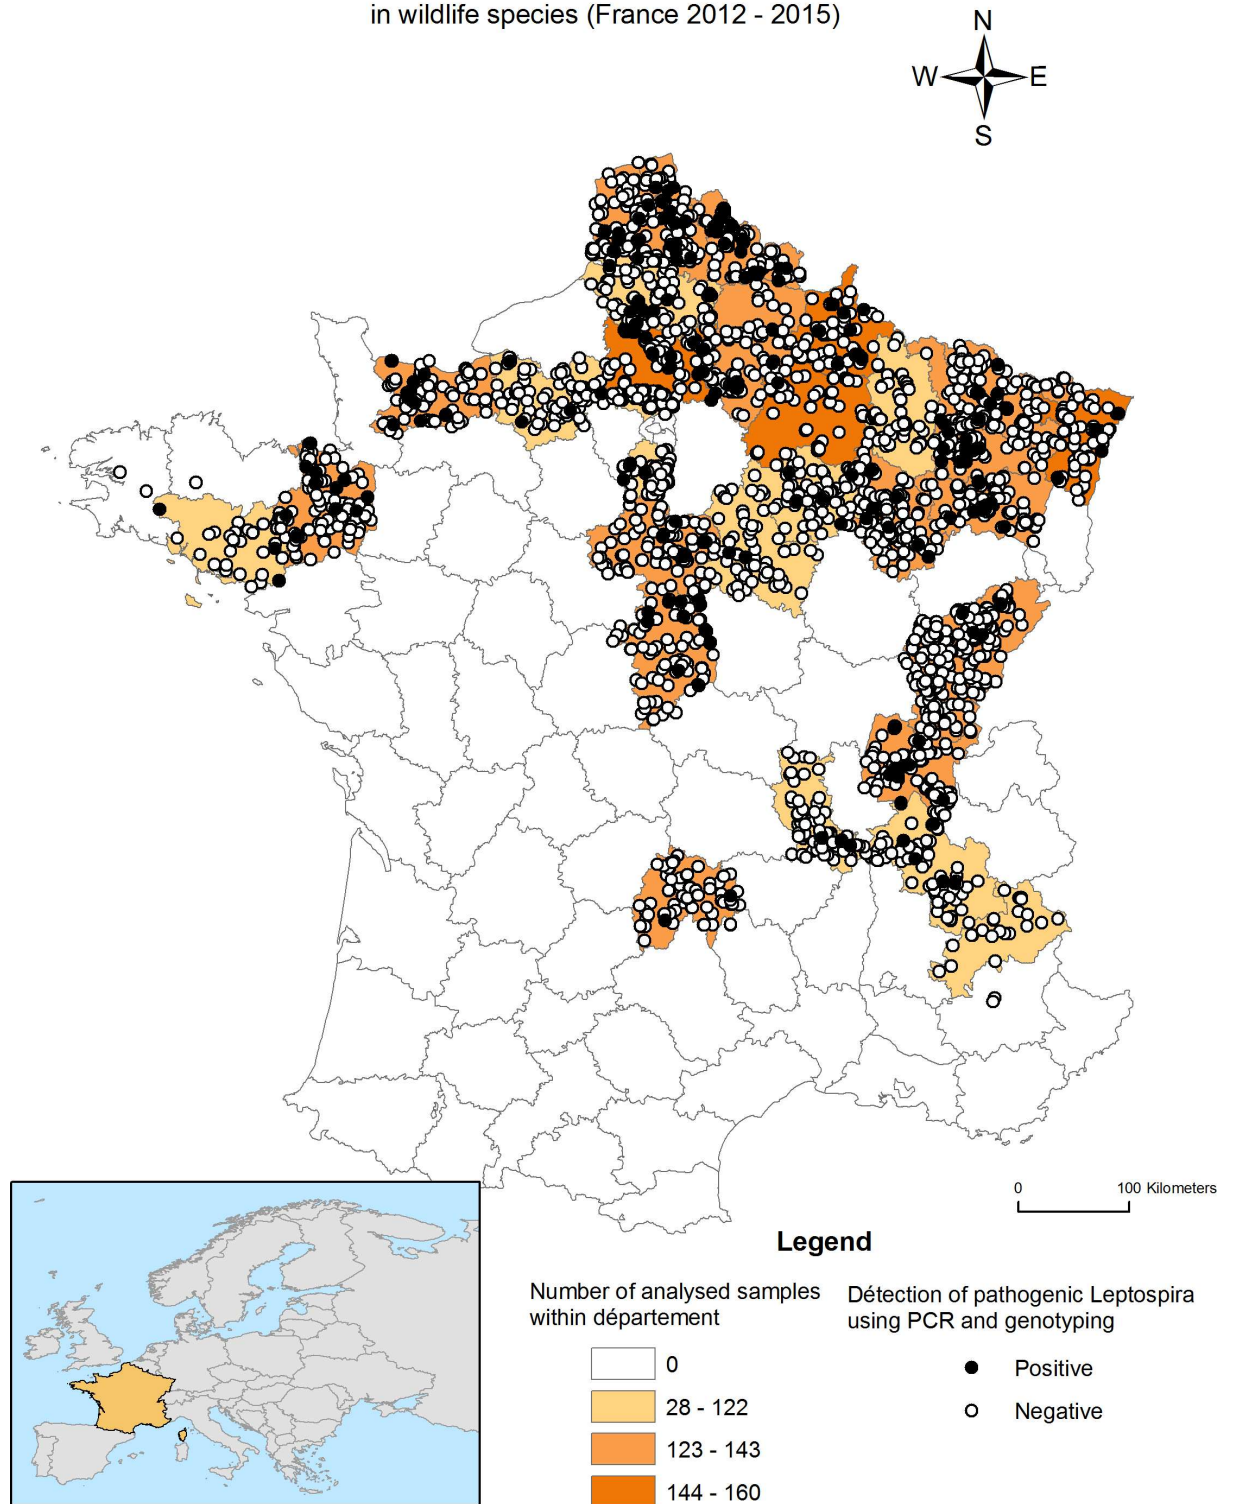 in wildlife species (France 2012 - 2015)
N
W E
S
0 100 Kilometers
Legend
Number of analysed samples
within département
0
28 - 122
123 - 143
144 - 160
Détection of pathogenic Leptospira
using PCR and genotyping
Positive
Negative